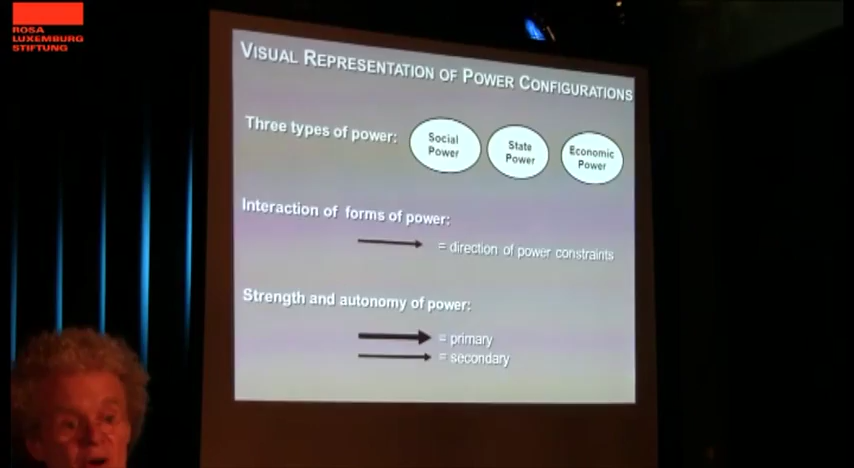 ROSA
LUXEMBURG
STIFTUNG
VISUAL REPRESENTATION OF POWER CONFIGURATIONS
Three types of power:
Social
Power
State
Power
Economic
Power
Interaction of forms of power:
= direction of power constraints
Strength and autonomy of power:
= primary
= secondary